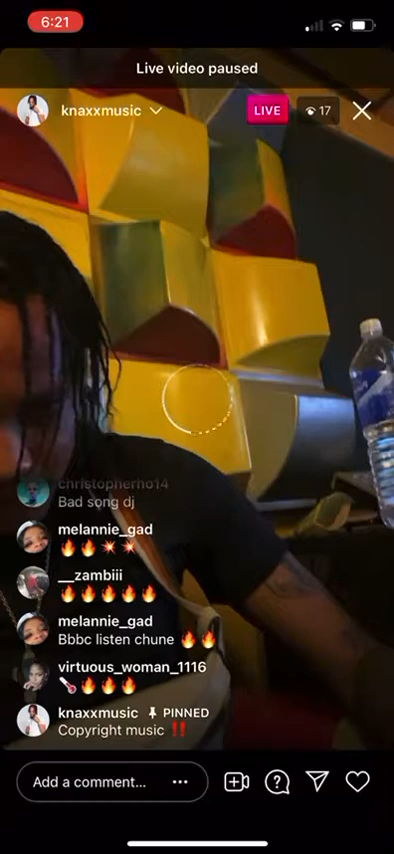 6:21
Live video paused
knaxxmusic
LIVE
17
christopherho14
Bad song dj
melannie_gad
🔥🔥💥💥
__zambiii
🔥🔥🔥🔥🔥
melannie_gad
Bbbc listen chune 🔥🔥
virtuous_woman_1116
🌡️🔥🔥🔥
knaxxmusic 📌 PINNED
Copyright music ‼️
Add a comment... •••